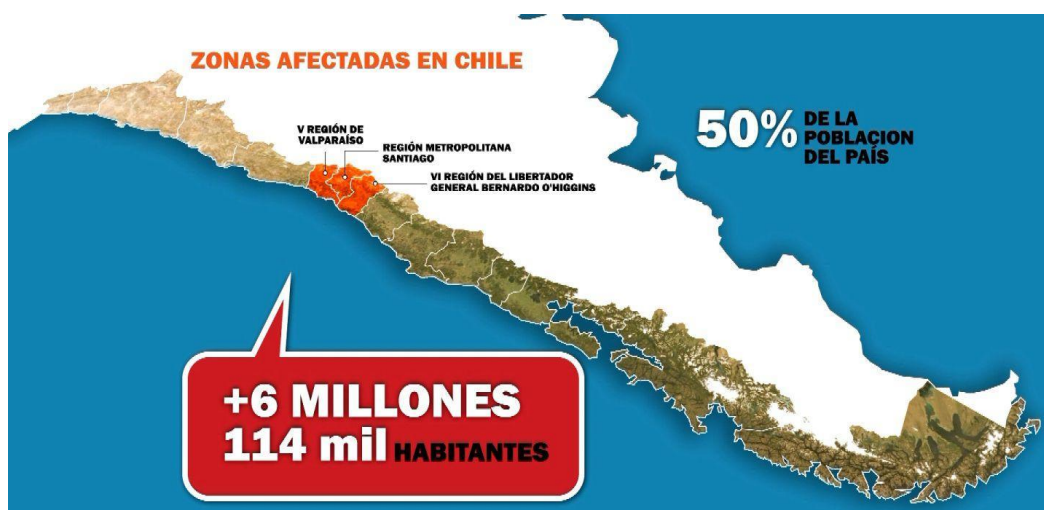 ZONAS AFECTADAS EN CHILE
V REGIÓN DE
VALPARAÍSO
REGIÓN METROPOLITANA
SANTIAGO
VI REGIÓN DEL LIBERTADOR
GENERAL BERNARDO O'HIGGINS
50% DE LA
POBLACION
DEL PAÍS
+6 MILLONES
114 mil HABITANTES